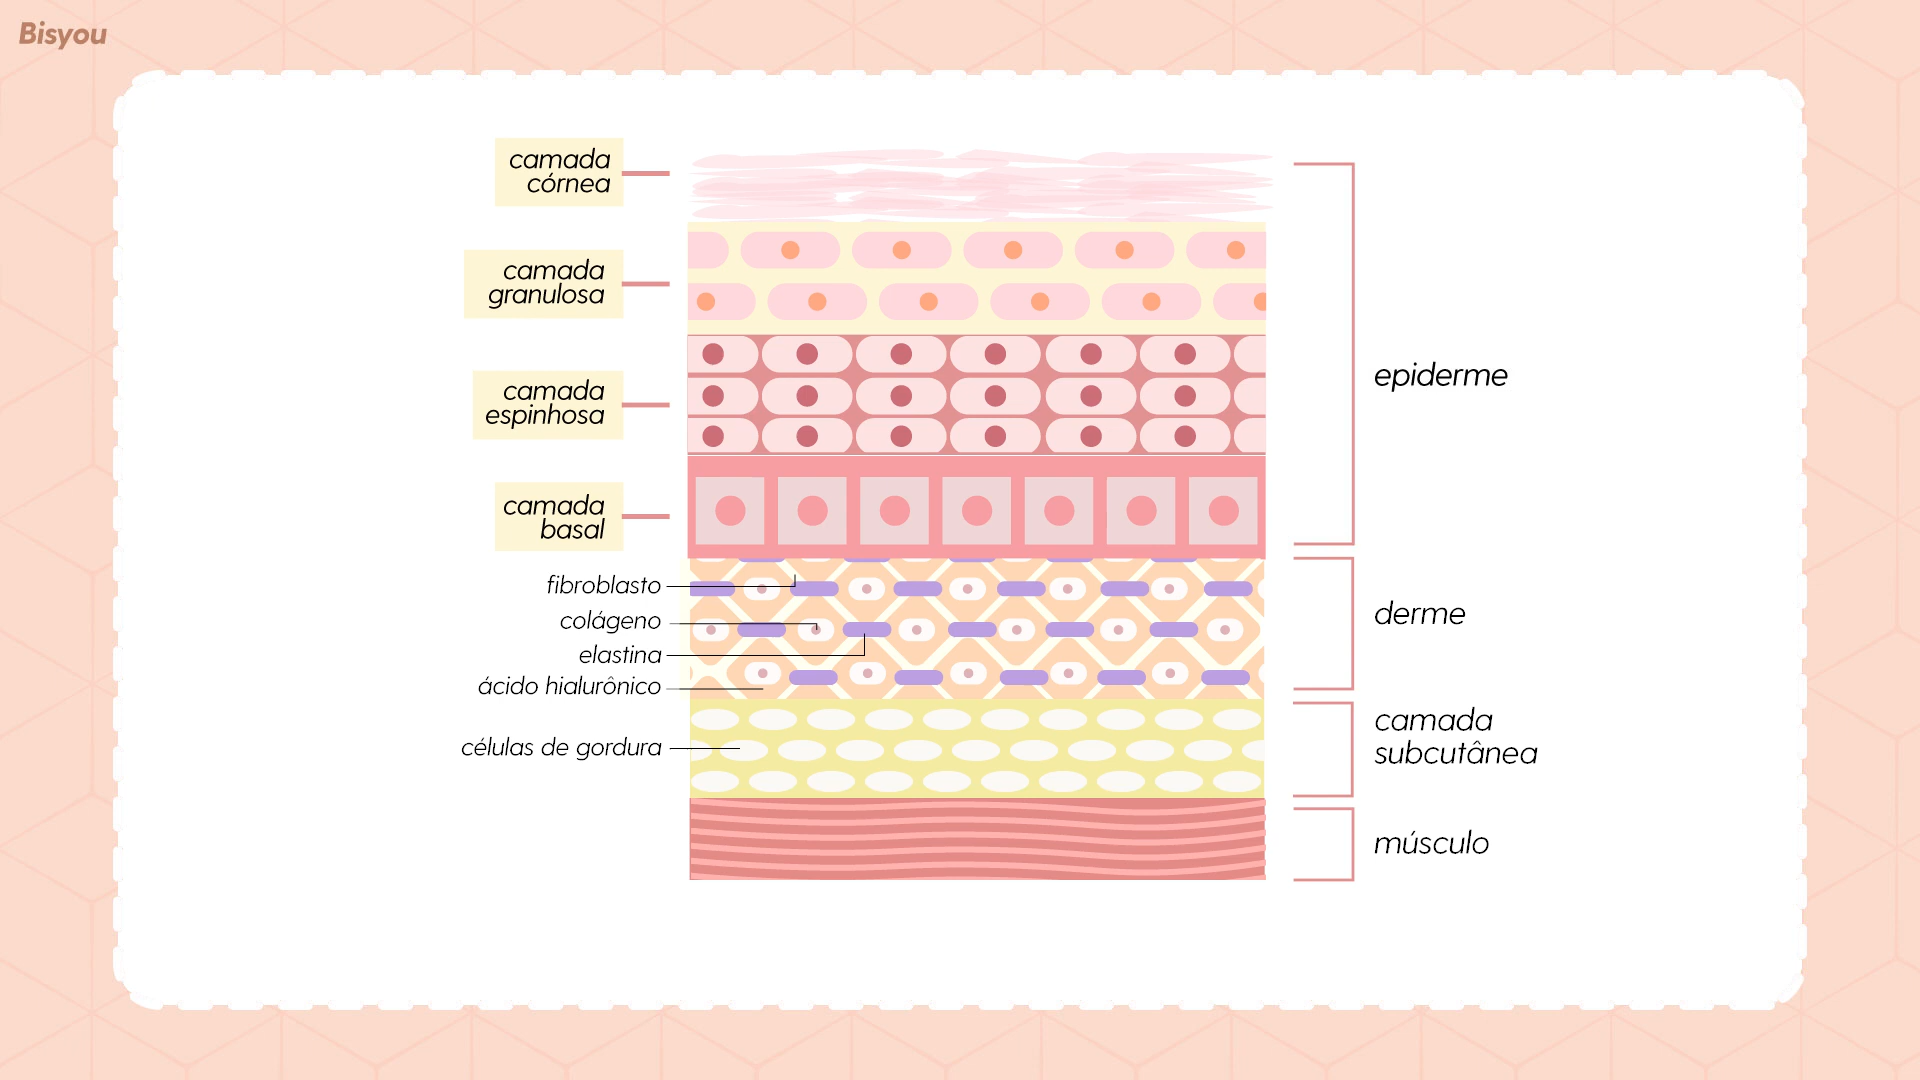 Bisyou
camada
córnea
camada
granulosa
camada
espinhosa
camada
basal
fibroblasto
colágeno
elastina
ácido hialurônico
células de gordura
epiderme
derme
camada
subcutânea
músculo